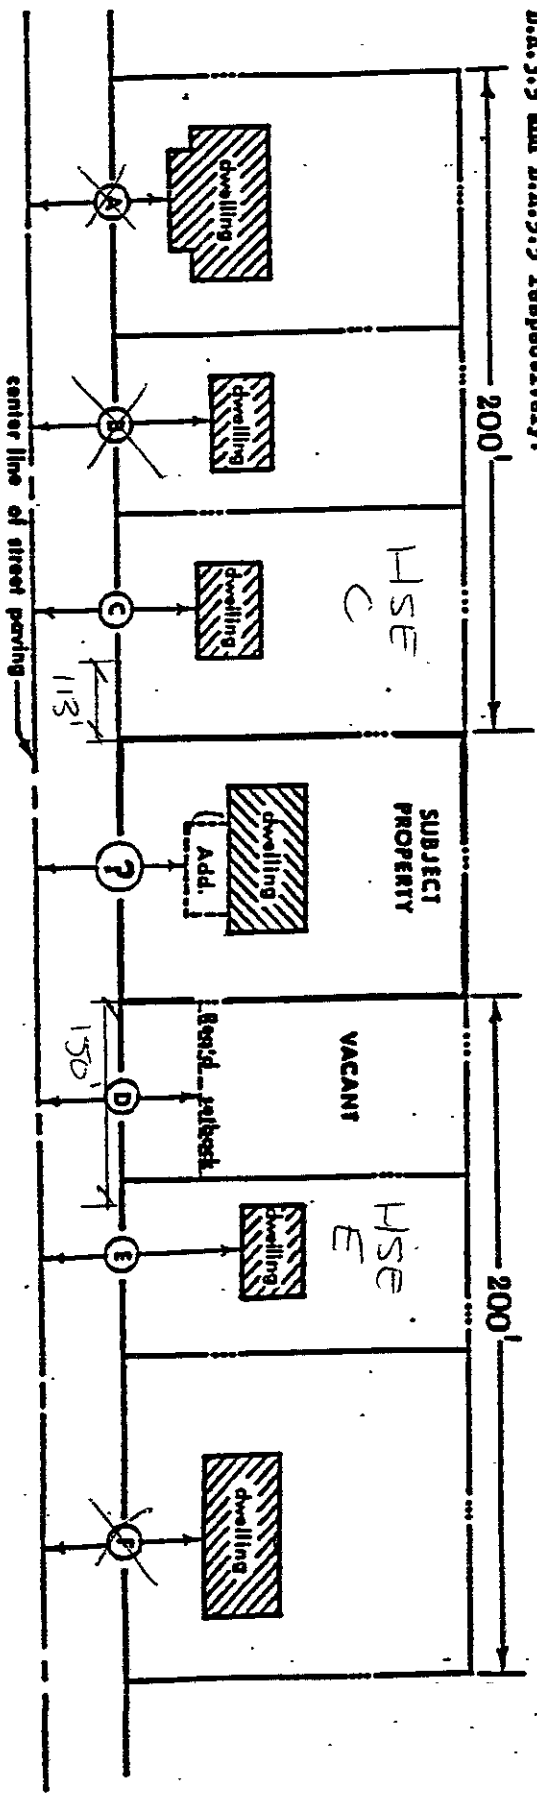 200'
200'
dwelling
dwelling
dwelling
HSE
C
SUBJECT
PROPERTY
dwelling
Add.
VACANT
Req'd. setback
HSE
E
dwelling
dwelling
A
B
C
?
D
E
F
113'
150'
center line of street paving